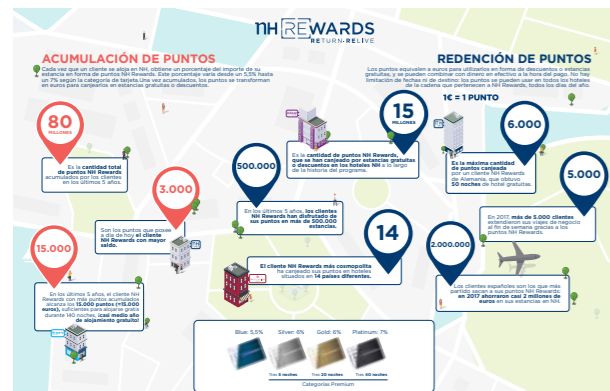 NH REWARDS
RETURN·RELIVE
ACUMULACIÓN DE PUNTOS
Cada vez que un cliente se aloja en NH, obtiene un porcentaje del importe de su
estancia en forma de puntos NH Rewards. Este porcentaje varía desde un 5,5% hasta
un 7% según la categoría de tarjeta. Una vez acumulados, los puntos se transforman
en euros para canjearlos en estancias gratuitas o descuentos.
80
MILLONES
Es la cantidad total
de puntos NH Rewards
acumulados por los clientes
en los últimos 5 años.
3.000
Son los puntos que posee
a día de hoy el cliente
NH Rewards con mayor
saldo.
15.000
En los últimos 5 años, el cliente NH
Rewards con más puntos acumulados
alcanza los 15.000 puntos (=15.000
euros), suficientes para alojarse gratis
durante 140 noches, ¡casi medio año
de alojamiento gratuito!
REDENCIÓN DE PUNTOS
Los puntos equivalen a euros para utilizarlos en forma de descuentos o estancias
gratuitas, y se pueden combinar con dinero en efectivo a la hora del pago. No hay
limitación de fechas ni de destino: los puntos se pueden usar en todos los hoteles
de la cadena que pertenecen a NH Rewards, todos los días del año.
1€ = 1 PUNTO
15
MILLONES
Es la cantidad de puntos NH Rewards,
que se han canjeado por estancias gratuitas
o descuentos en los hoteles NH a lo largo
de la historia del programa.
6.000
Es la máxima cantidad
de puntos canjeada
por un cliente NH Rewards
de Alemania, que obtuvo
50 noches de hotel gratuitas.
500.000
En los últimos 5 años, los clientes
NH Rewards han disfrutado de
sus puntos en más de 500.000
estancias.
5.000
En 2017, más de 5.000 clientes
extendieron sus viajes de negocio
al fin de semana gracias a los
puntos NH Rewards.
14
El cliente NH Rewards más cosmopolita
ha canjeado sus puntos en hoteles
situados en 14 países diferentes.
2.000.000
Los clientes españoles son los que más
partido sacan a sus puntos NH Rewards:
en 2017 ahorraron casi 2 millones de
euros en sus estancias en NH.
Blue: 5,5% Silver: 6% Gold: 6% Platinum: 7%
Tras 5 noches Tras 20 noches Tras 60 noches
Categorías Premium